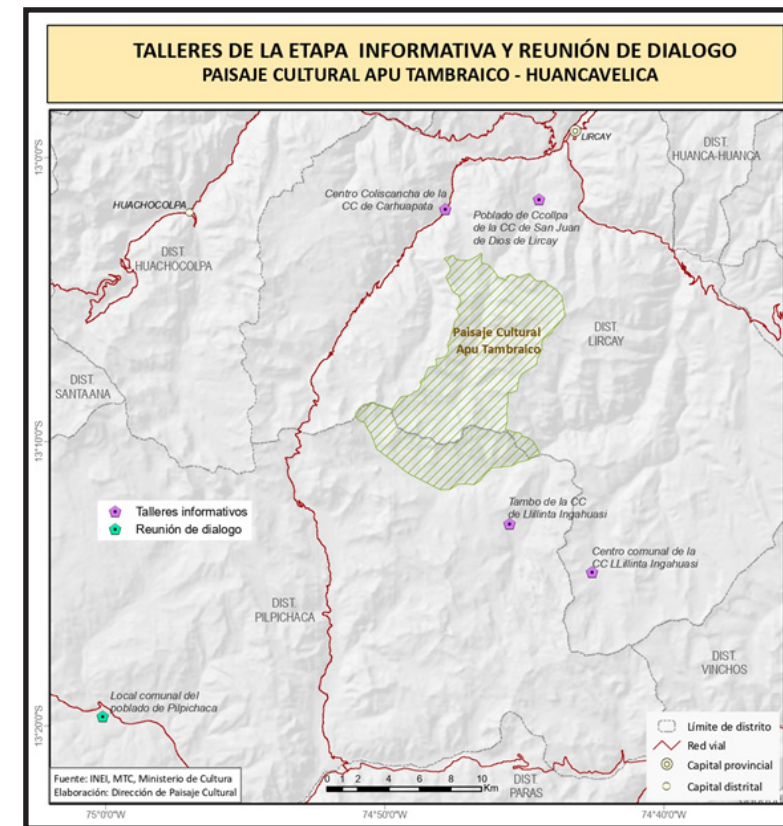 TALLERES DE LA ETAPA INFORMATIVA Y REUNIÓN DE DIALOGO
PAISAJE CULTURAL APU TAMBRAICO - HUANCAVELICA
LIRCAY
DIST.
HUANCA-HUANCA
13°0'0"S
Centro Coliscancha de la
CC de Carhuapata
HUACHOCOLPA
Poblado de Ccollpa
de la CC de San Juan
de Dios de Lircay
DIST.
HUACHOCOLPA
Paisaje Cultural
Apu Tambraico
DIST.
LIRCAY
DIST.
SANTAANA
13°10'0"S
Talleres informativos
Reunión de dialogo
Tambo de la CC
de Llillinta Ingahuasi
Centro comunal de la
CC LLillinta Ingahuasi
DIST.
PILPICHACA
DIST.
VINCHOS
Local comunal del
poblado de Pilpichaca
13°20'0"S
Límite de distrito
Red vial
Capital provincial
Capital distrital
Fuente: INEI, MTC, Ministerio de Cultura
Elaboración: Dirección de Paisaje Cultural
0 1 2 4 6 8 10
Km
DIST.
PARAS
75°0'0"W
74°50'0"W
74°40'0"W